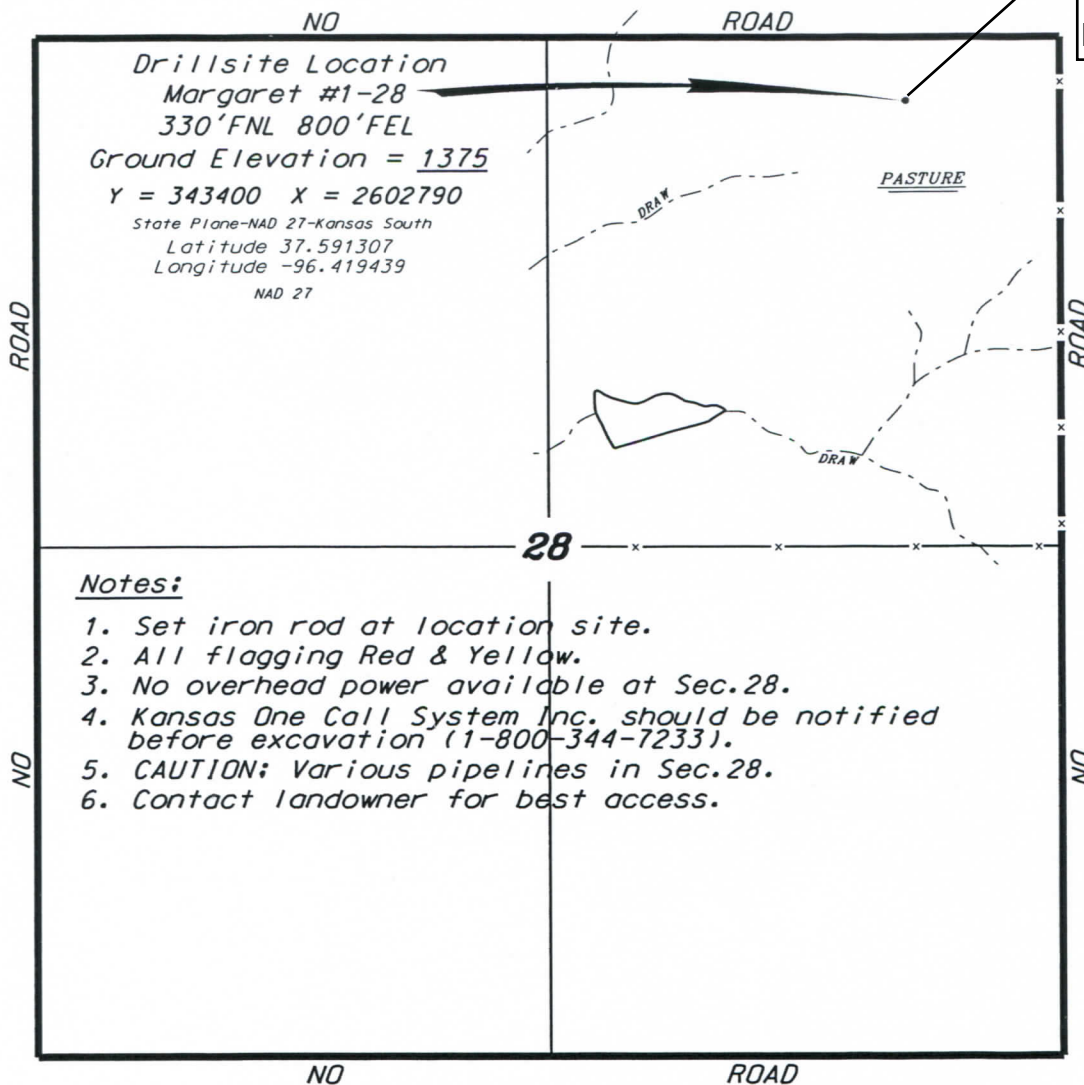 NO ROAD
Drillsite Location
Margaret #1-28
330'FNL 800'FEL
Ground Elevation = 1375
Y = 343400 X = 2602790
State Plane-NAD 27-Kansas South
Latitude 37.591307
Longitude -96.419439
NAD 27
PASTURE
DRAW
ROAD
ROAD
DRAW
28
Notes:
1. Set iron rod at location site.
2. All flagging Red & Yellow.
3. No overhead power available at Sec.28.
4. Kansas One Call System Inc. should be notified
before excavation (1-800-344-7233).
5. CAUTION: Various pipelines in Sec.28.
6. Contact landowner for best access.
NO
NO
NO ROAD